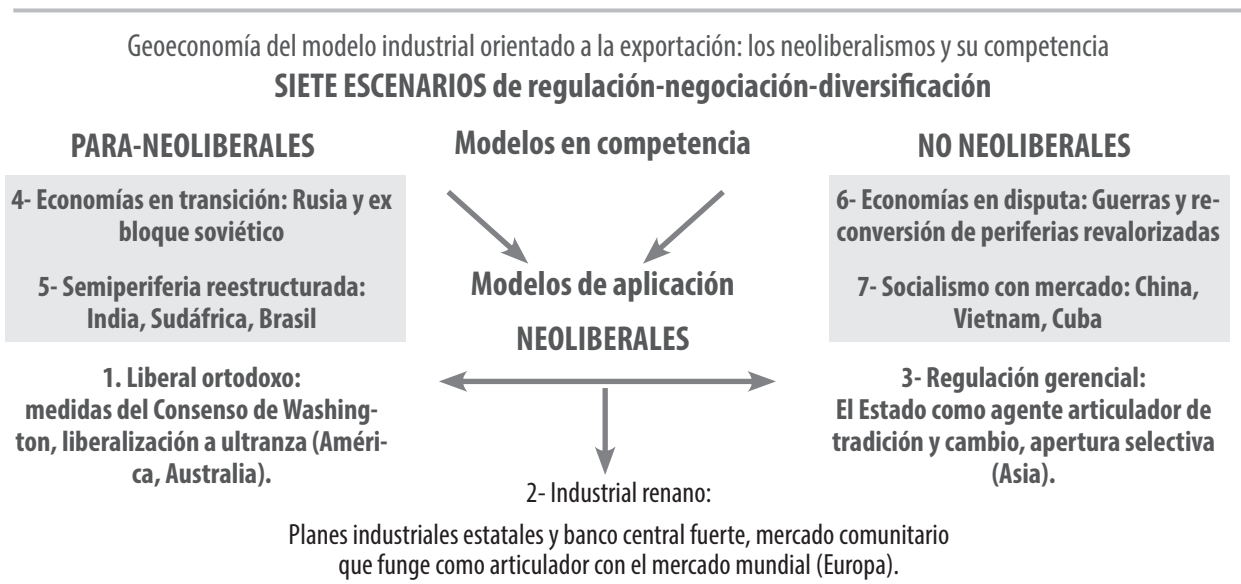 Geoeconomía del modelo industrial orientado a la exportación: los neoliberalismos y su competencia
SIETE ESCENARIOS de regulación-negociación-diversificación
PARA-NEOLIBERALES
Modelos en competencia
NO NEOLIBERALES
4- Economías en transición: Rusia y ex
bloque soviético
5- Semiperiferia reestructurada:
India, Sudáfrica, Brasil
6- Economías en disputa: Guerras y re-
conversión de periferias revalorizadas
7- Socialismo con mercado: China,
Vietnam, Cuba
Modelos de aplicación
NEOLIBERALES
1. Liberal ortodoxo:
medidas del Consenso de Washing-
ton, liberalización a ultranza (Améri-
ca, Australia).
3- Regulación gerencial:
El Estado como agente articulador de
tradición y cambio, apertura selectiva
(Asia).
2- Industrial renano:
Planes industriales estatales y banco central fuerte, mercado comunitario
que funge como articulador con el mercado mundial (Europa).